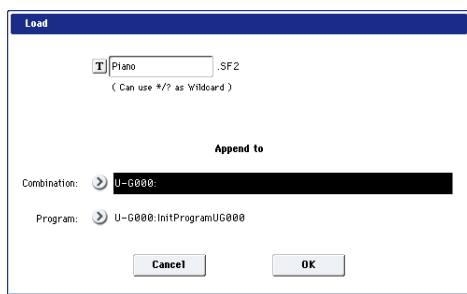 Load
T Piano .SF2
( Can use */? as Wildcard )
Append to
Combination: U-G000:
Program: U-G000:InitProgramUG000
Cancel OK